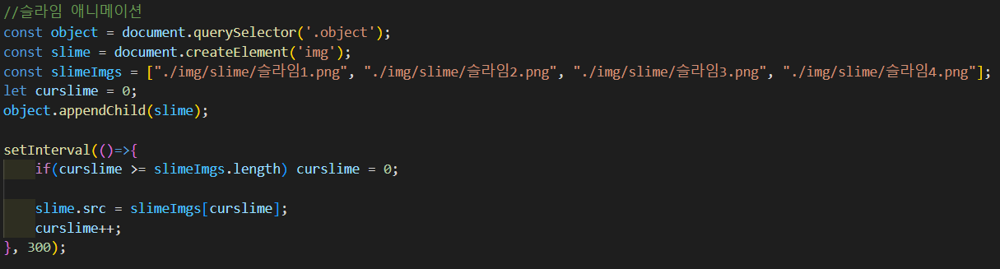 //슬라임 애니메이션
const object = document.querySelector('.object');
const slime = document.createElement('img');
const slimeImgs = ["./img/slime/슬라임1.png", "./img/slime/슬라임2.png", "./img/slime/슬라임3.png", "./img/slime/슬라임4.png"];
let curslime = 0;
object.appendChild(slime);
setInterval(()=>{
if(curslime >= slimeImgs.length) curslime = 0;
slime.src = slimeImgs[curslime];
curslime++;
}, 300);